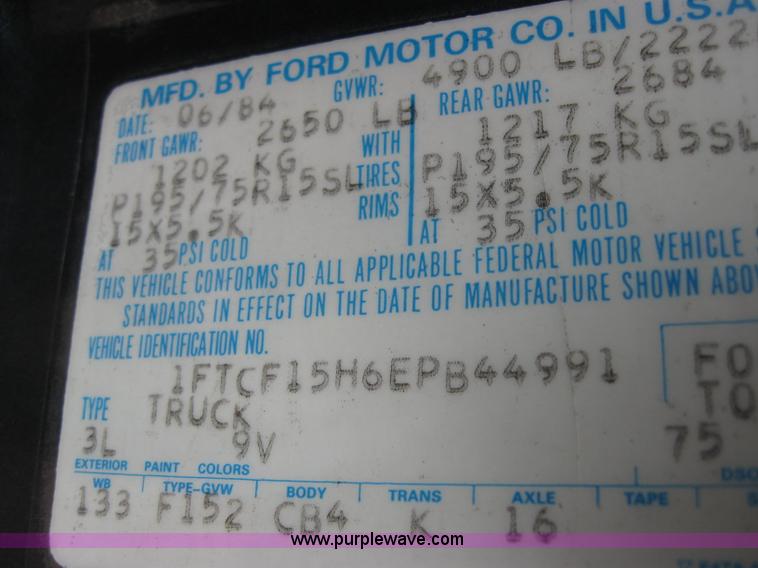 MFD. BY FORD MOTOR CO. IN U.S.A
DATE: 06/84 GVWR: 4900 LB/2222
FRONT GAWR: 2650 LB REAR GAWR: 2684
1202 KG WITH 1217 KG
P195/75R15SL TIRES P195/75R15SL
15X5.5K RIMS 15X5.5K
AT 35 PSI COLD AT 35 PSI COLD
THIS VEHICLE CONFORMS TO ALL APPLICABLE FEDERAL MOTOR VEHICLE
STANDARDS IN EFFECT ON THE DATE OF MANUFACTURE SHOWN ABO
VEHICLE IDENTIFICATION NO.
1FTCF15H6EPB44991 FO
TYPE TRUCK TO
3L 9V 75
EXTERIOR PAINT COLORS DSO
WB TYPE-GVW BODY TRANS AXLE TAPE S
133 F152 CB4 K 16
www.purplewave.com